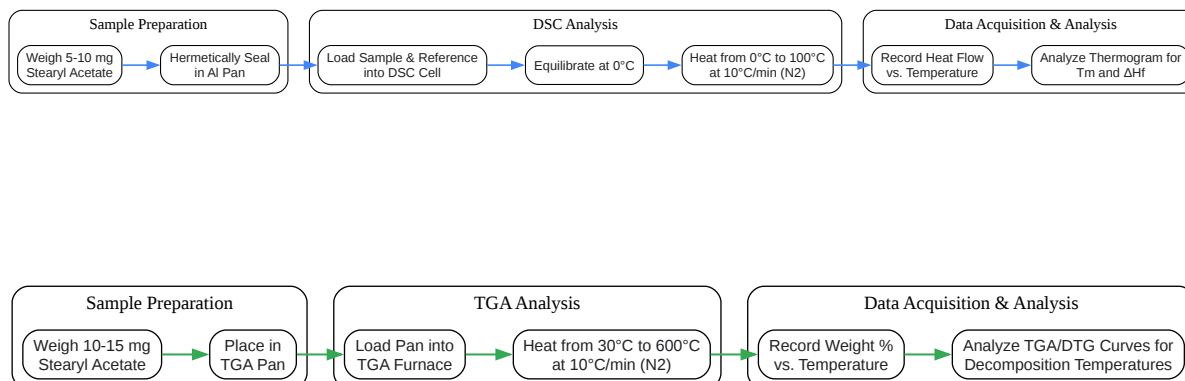 Sample Preparation
Weigh 5-10 mg
Stearyl Acetate
Hermetically Seal
in Al Pan
DSC Analysis
Load Sample & Reference
into DSC Cell
Equilibrate at 0°C
Heat from 0°C to 100°C
at 10°C/min (N2)
Data Acquisition & Analysis
Record Heat Flow
vs. Temperature
Analyze Thermogram for
Tm and ΔHf
Sample Preparation
Weigh 10-15 mg
Stearyl Acetate
Place in
TGA Pan
TGA Analysis
Load Pan into
TGA Furnace
Heat from 30°C to 600°C
at 10°C/min (N2)
Data Acquisition & Analysis
Record Weight %
vs. Temperature
Analyze TGA/DTG Curves for
Decomposition Temperatures